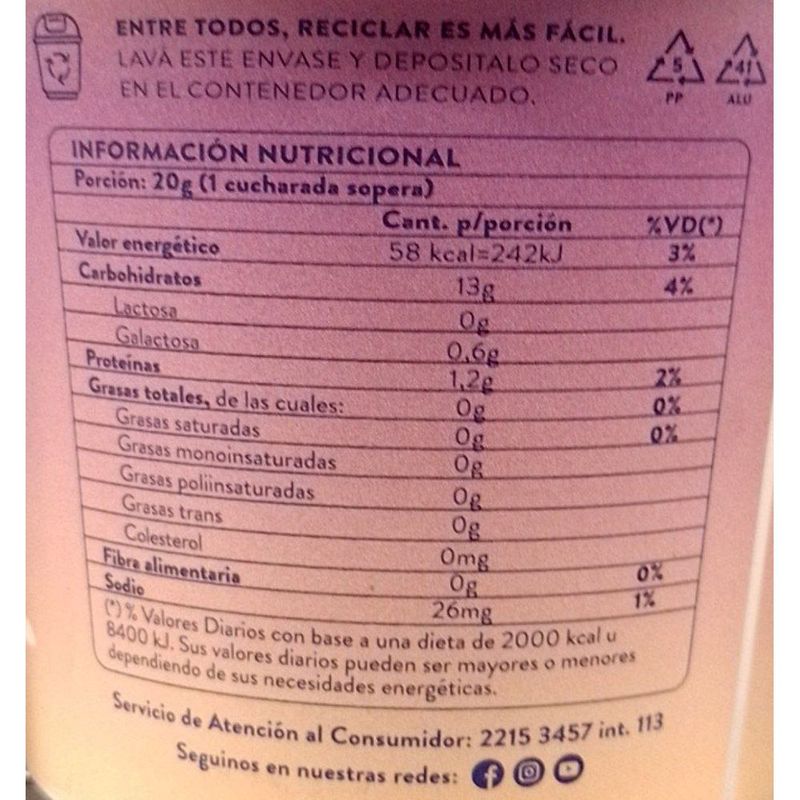 ENTRE TODOS, RECICLAR ES MÁS FÁCIL.
LAVÁ ESTE ENVASE Y DEPOSITALO SECO
EN EL CONTENEDOR ADECUADO.
5 41
PP ALU
INFORMACIÓN NUTRICIONAL
Porción: 20g (1 cucharada sopera)
Cant. p/porción %VD(*)
Valor energético 58 kcal=242kJ 3%
Carbohidratos 13g 4%
Lactosa 0g
Galactosa 0,6g
Proteínas 1,2g 2%
Grasas totales, de las cuales: 0g 0%
Grasas saturadas 0g 0%
Grasas monoinsaturadas 0g
Grasas poliinsaturadas 0g
Grasas trans 0g
Colesterol 0mg
Fibra alimentaria 0g 0%
Sodio 26mg 1%
(*) % Valores Diarios con base a una dieta de 2000 kcal u
8400 kJ. Sus valores diarios pueden ser mayores o menores
dependiendo de sus necesidades energéticas.
Servicio de Atención al Consumidor: 2215 3457 int. 113
Seguinos en nuestras redes: